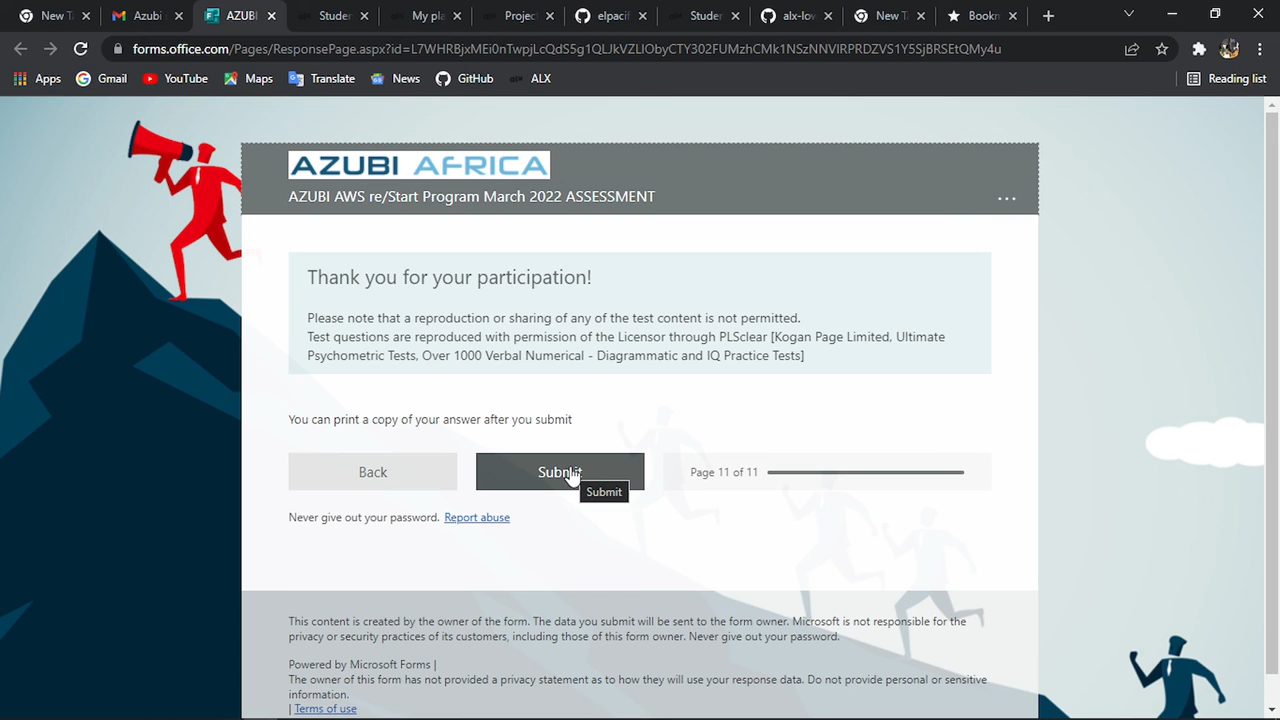 New T
Azubi
AZUBI
Studer
My pla
Project
elpacif
Studer
alx-low
New Ta
Bookm
forms.office.com/Pages/ResponsePage.aspx?id=L7WHRBjxMEi0nTwpjLcQdS5g1QLJkVZLIObyCTY302FUMzhCMk1NSzNNVlRPRDZVS1Y5SjBRSEtQMy4u
Apps
Gmail
YouTube
Maps
Translate
News
GitHub
ALX
Reading list
AZUBI AFRICA
AZUBI AWS re/Start Program March 2022 ASSESSMENT
...
Thank you for your participation!
Please note that a reproduction or sharing of any of the test content is not permitted.
Test questions are reproduced with permission of the Licensor through PLSclear [Kogan Page Limited, Ultimate
Psychometric Tests, Over 1000 Verbal Numerical - Diagrammatic and IQ Practice Tests]
You can print a copy of your answer after you submit
Back
Submit
Page 11 of 11
Submit
Never give out your password. Report abuse
This content is created by the owner of the form. The data you submit will be sent to the form owner. Microsoft is not responsible for the
privacy or security practices of its customers, including those of this form owner. Never give out your password.
Powered by Microsoft Forms |
The owner of this form has not provided a privacy statement as to how they will use your response data. Do not provide personal or sensitive
information.
| Terms of use